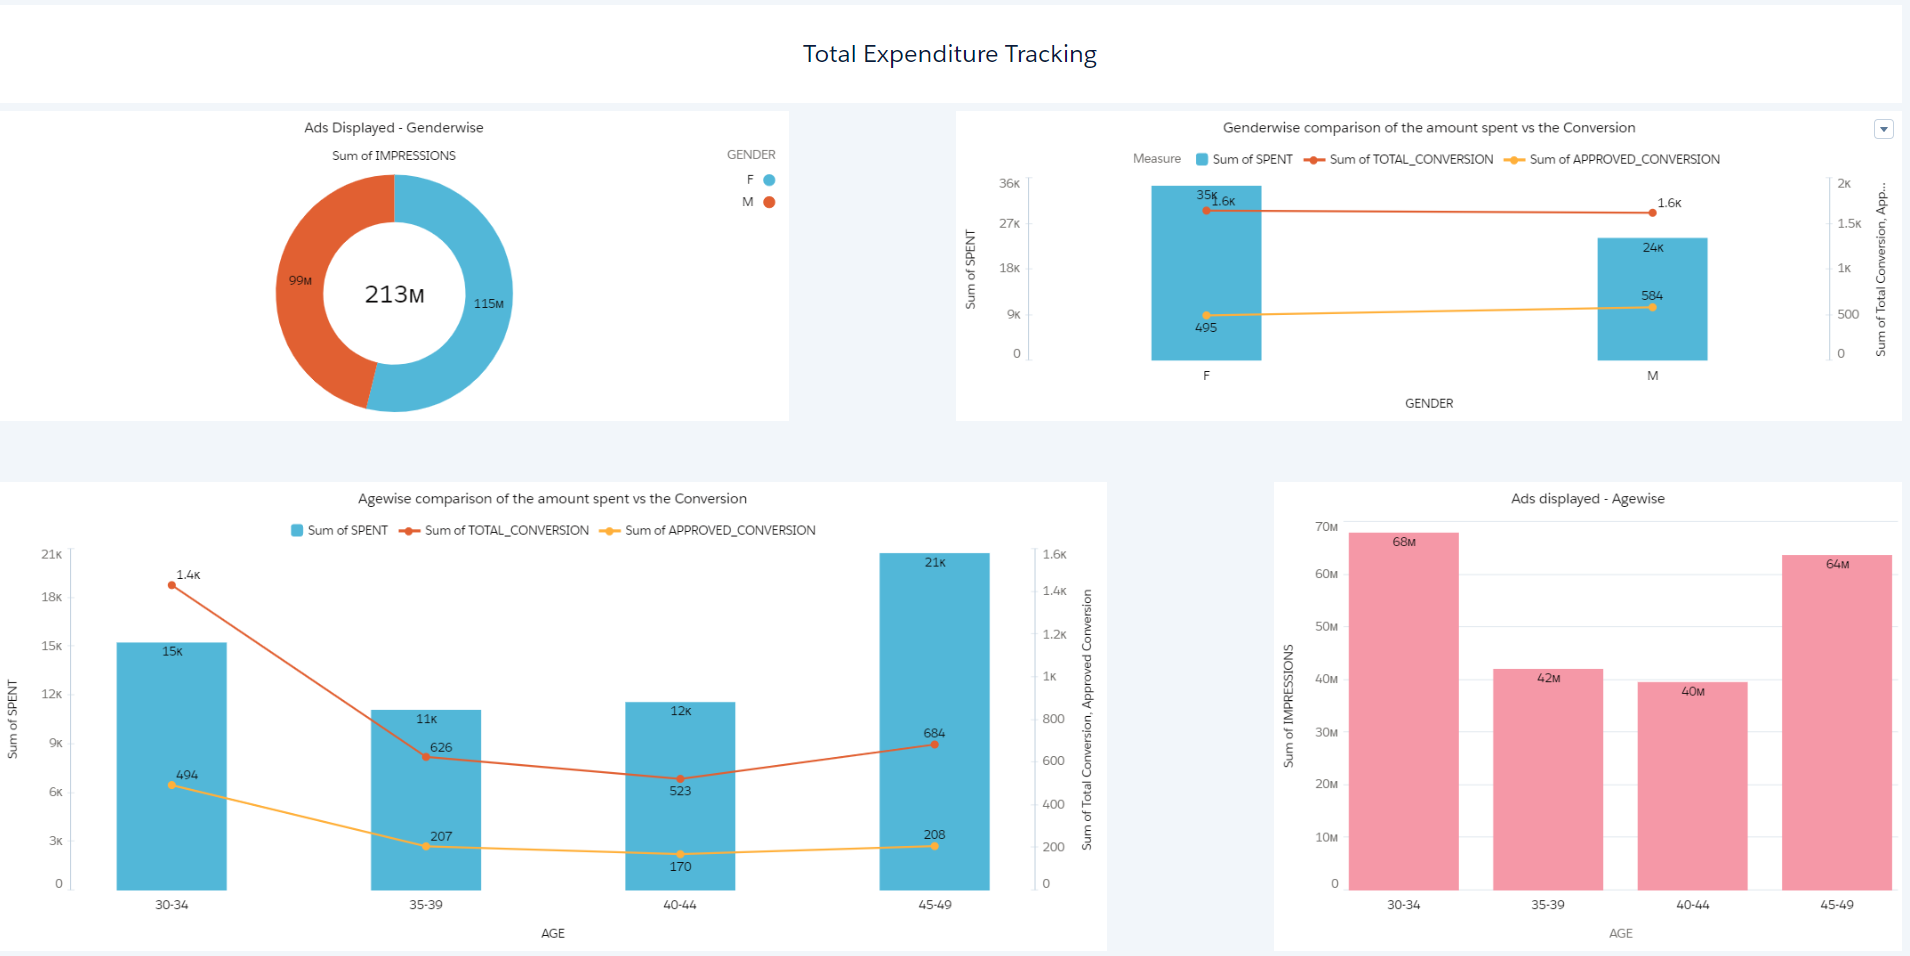 Total Expenditure Tracking
Ads Displayed - Genderwise
Sum of IMPRESSIONS
GENDER
F
M
99M
213M
115M
Genderwise comparison of the amount spent vs the Conversion
Measure Sum of SPENT Sum of TOTAL_CONVERSION Sum of APPROVED_CONVERSION
Sum of SPENT
36K
27K
18K
9K
0
35K
1.6K
1.6K
24K
584
495
2K
1.5K
1K
500
0
Sum of Total Conversion, App...
F M
GENDER
Agewise comparison of the amount spent vs the Conversion
Sum of SPENT Sum of TOTAL_CONVERSION Sum of APPROVED_CONVERSION
Sum of SPENT
21K
18K
15K
12K
9K
6K
3K
0
1.4K
15K
494
11K
626
207
12K
523
170
21K
684
208
1.6K
1.4K
1.2K
1K
800
600
400
200
0
Sum of Total Conversion, Approved Conversion
30-34 35-39 40-44 45-49
AGE
Ads displayed - Agewise
Sum of IMPRESSIONS
70M
60M
50M
40M
30M
20M
10M
0
68M
42M
40M
64M
30-34 35-39 40-44 45-49
AGE